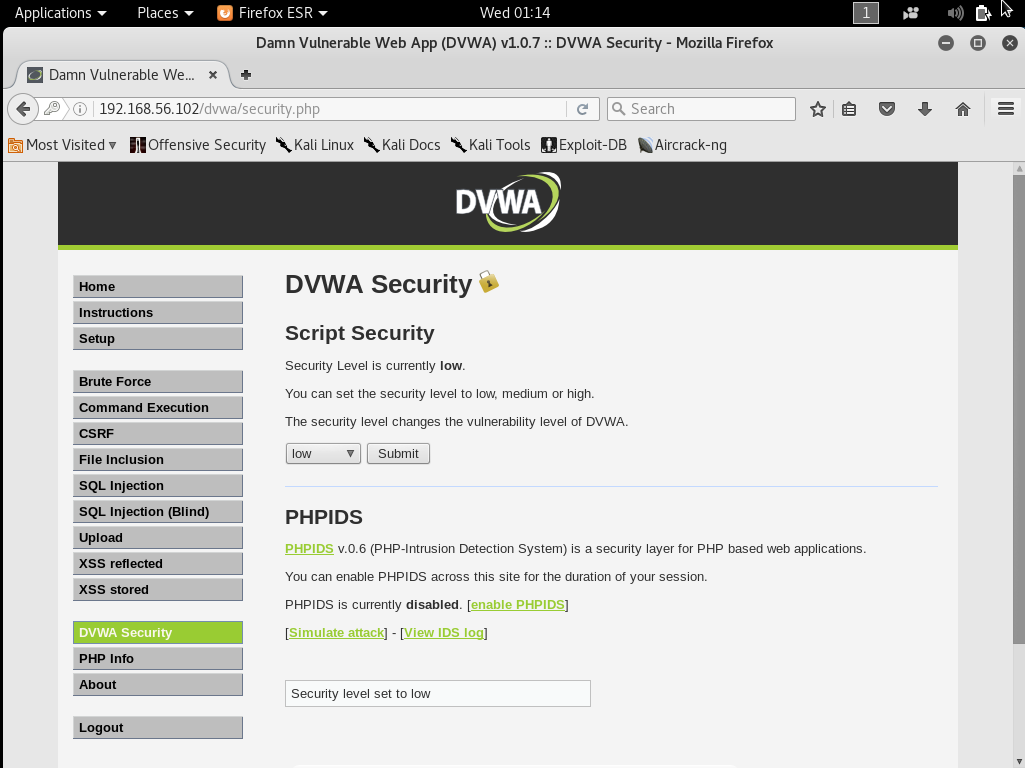 Applications Places Firefox ESR Wed 01:14 1
Damn Vulnerable Web App (DVWA) v1.0.7 :: DVWA Security - Mozilla Firefox
Damn Vulnerable We...
192.168.56.102/dvwa/security.php Search
Most Visited Offensive Security Kali Linux Kali Docs Kali Tools Exploit-DB Aircrack-ng
DVWA
Home
Instructions
Setup
Brute Force
Command Execution
CSRF
File Inclusion
SQL Injection
SQL Injection (Blind)
Upload
XSS reflected
XSS stored
DVWA Security
PHP Info
About
Logout
DVWA Security
Script Security
Security Level is currently low.
You can set the security level to low, medium or high.
The security level changes the vulnerability level of DVWA.
low Submit
PHPIDS
PHPIDS v.0.6 (PHP-Intrusion Detection System) is a security layer for PHP based web applications.
You can enable PHPIDS across this site for the duration of your session.
PHPIDS is currently disabled. [enable PHPIDS]
[Simulate attack] - [View IDS log]
Security level set to low